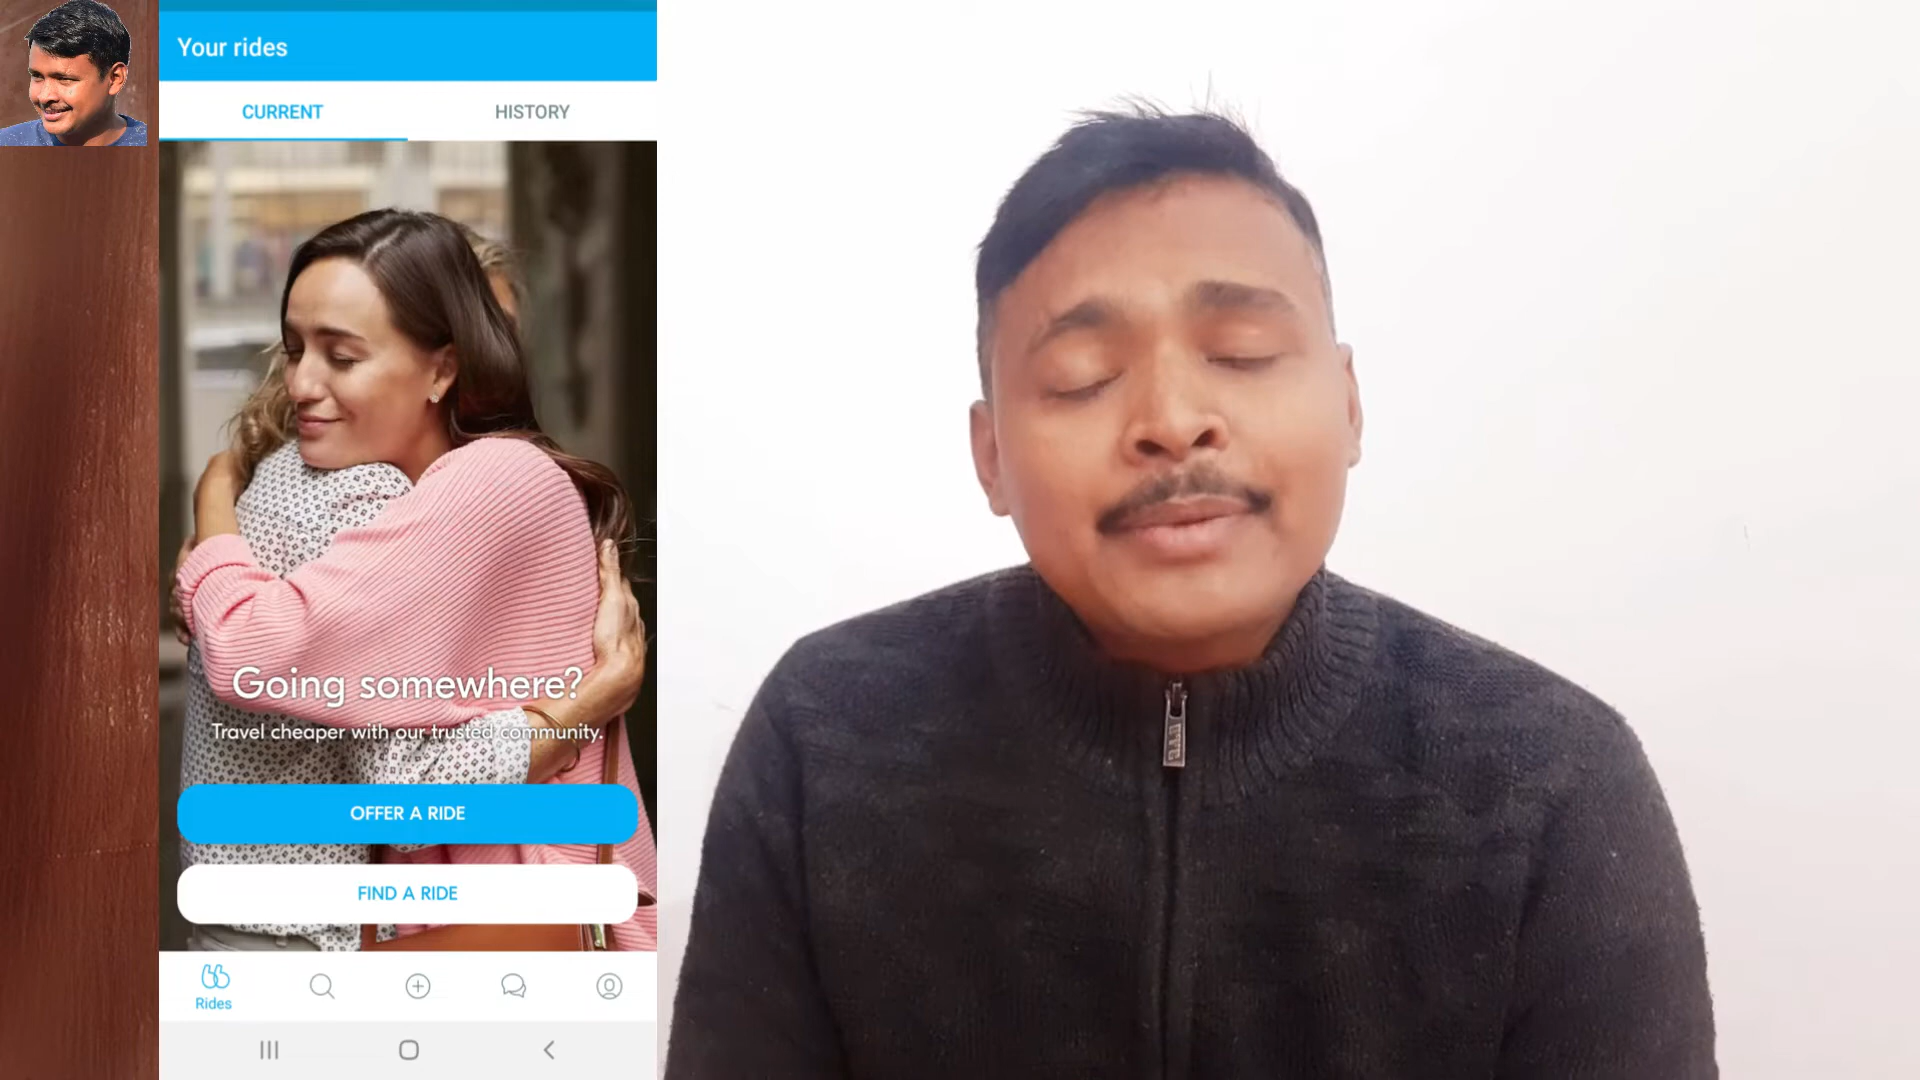 Your rides
CURRENT
HISTORY
Going somewhere?
Travel cheaper with our trusted community.
OFFER A RIDE
FIND A RIDE
Rides